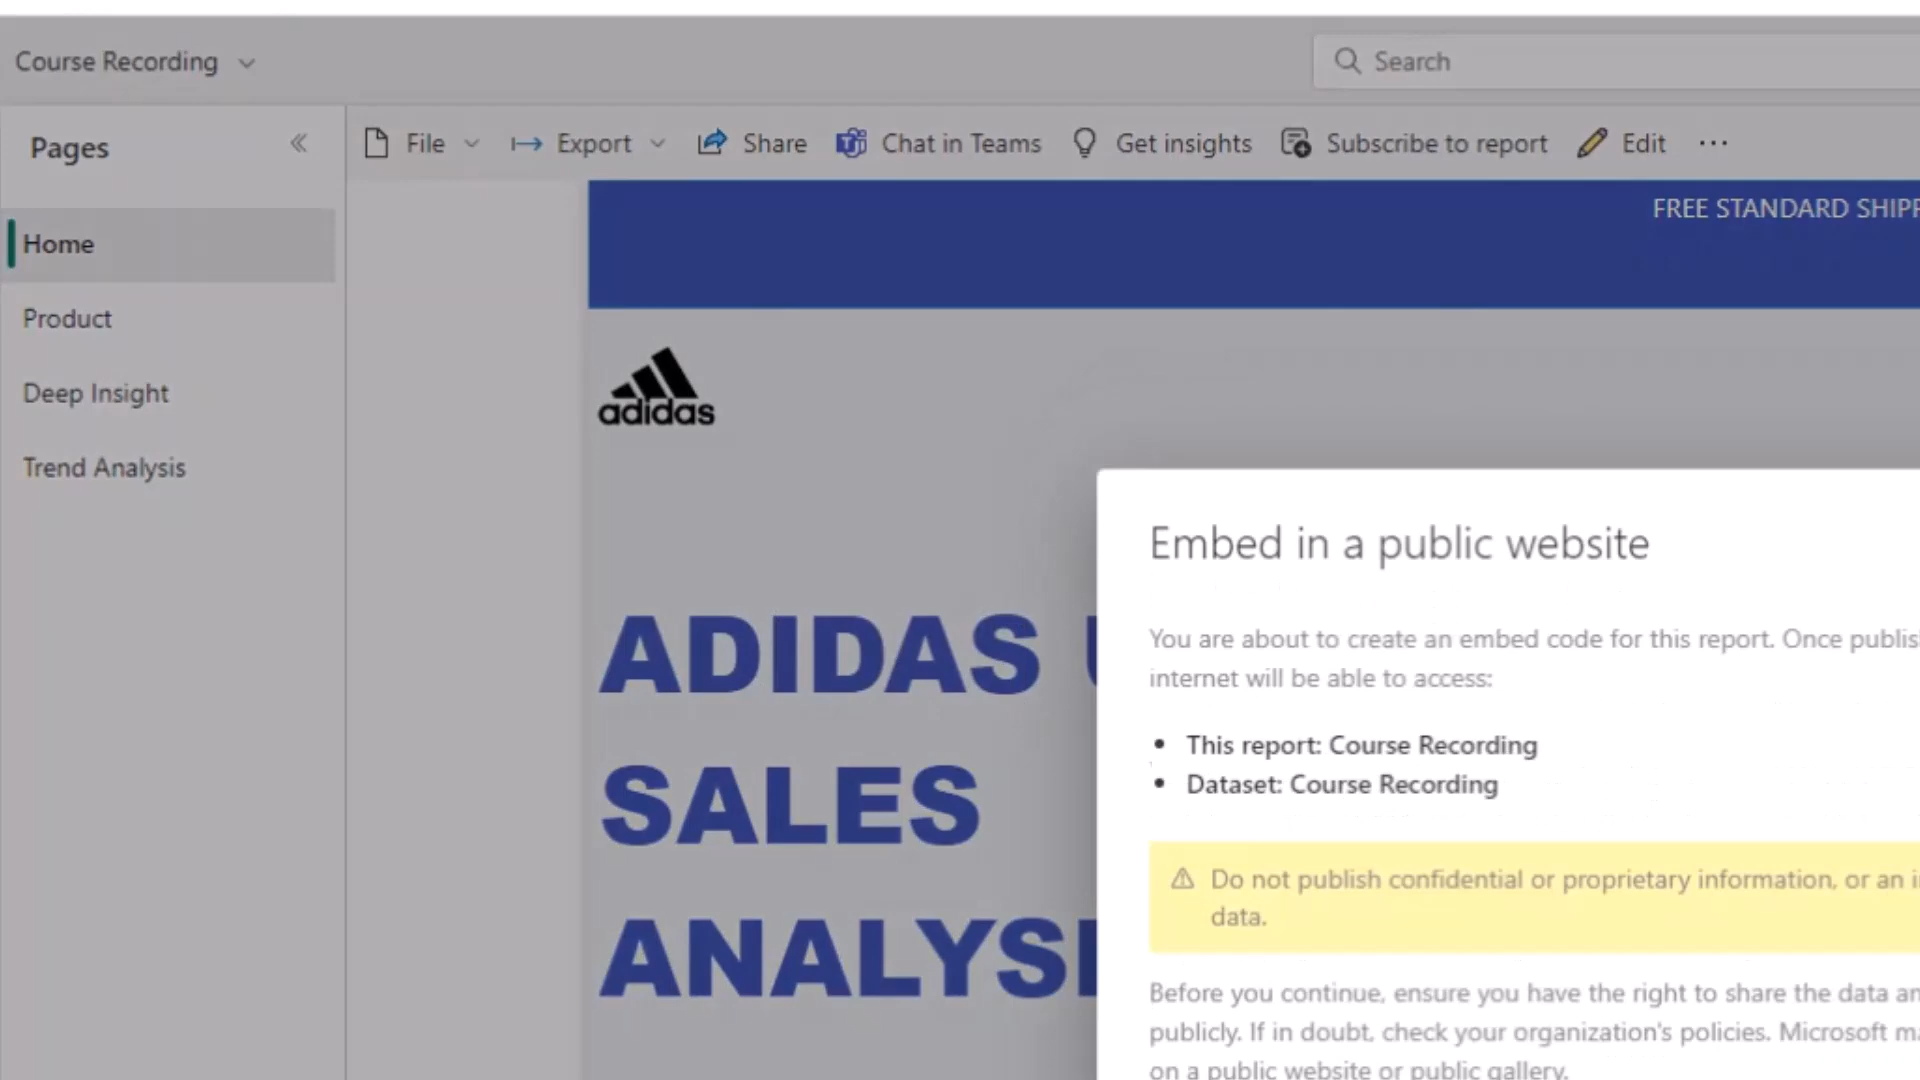 Course Recording
Search
Pages
File
Export
Share
Chat in Teams
Get insights
Subscribe to report
Edit
Home
Product
Deep Insight
Trend Analysis
FREE STANDARD
adidas
ADIDAS
SALES
Embed in a public website
You are about to create an embed code for this report. Once
internet will be able to access:
• This report: Course Recording
• Dataset: Course Recording
Do not publish confidential or proprietary information, or an
data.
Before you continue, ensure you have the right to share the data
publicly. If in doubt, check your organization's policies. Microsoft
on a public website or public gallery.